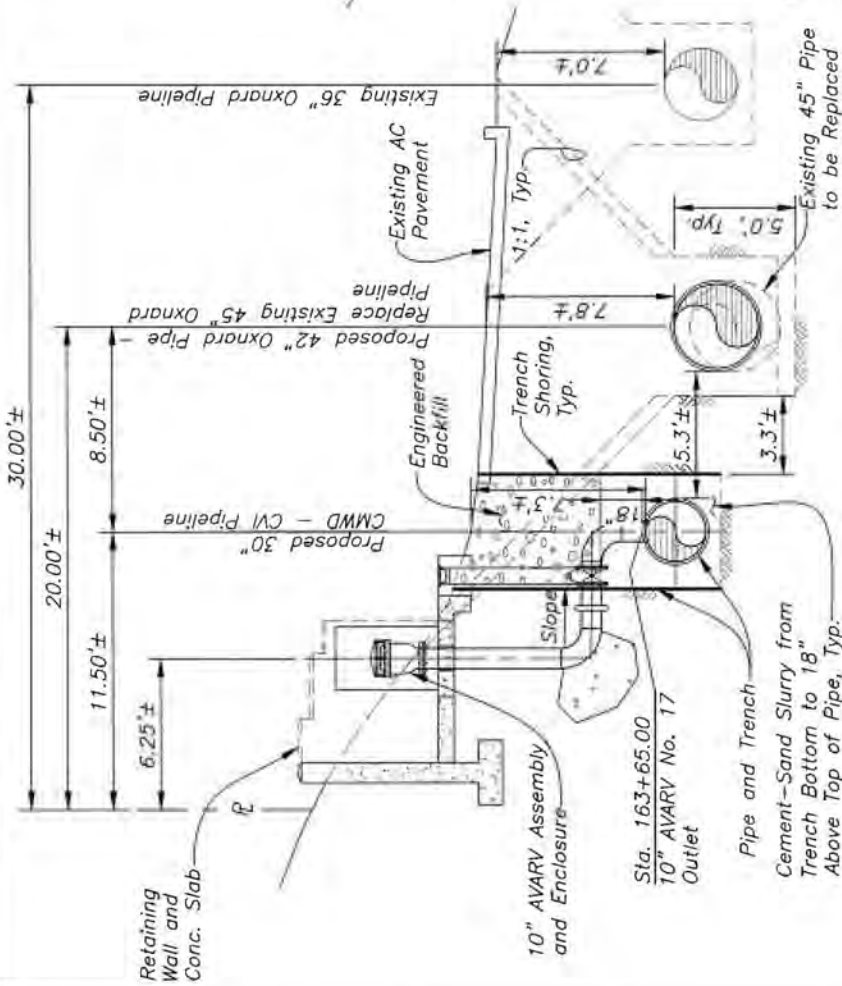 30.00'±
20.00'±
11.50'±
8.50'±
6.25'±
Retaining
Wall and
Conc. Slab
PL
Proposed 30"
CMWD – CVI Pipeline
Proposed 42" Oxnard Pipe –
Replace Existing 45" Oxnard
Pipeline
Existing 36" Oxnard Pipeline
Existing AC
Pavement
Engineered
Backfill
Trench
Shoring,
Typ.
1:1, Typ.
7.0'±
7.8'±
7.3'±
18"
5.0', Typ.
5.3'±
3.3'±
Slope
Existing 45" Pipe
to be Replaced
10" AVARV Assembly
and Enclosure
Sta. 163+65.00
10" AVARV No. 17
Outlet
Pipe and Trench
Cement–Sand Slurry from
Trench Bottom to 18"
Above Top of Pipe, Typ.